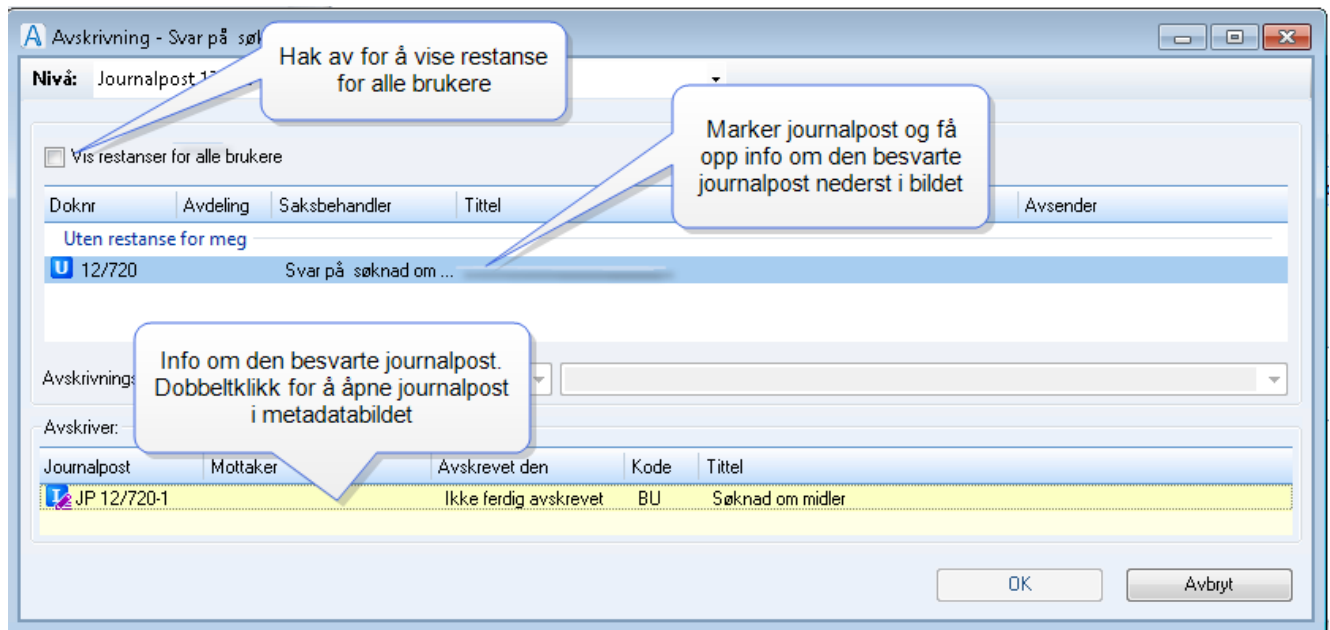 Avskrivning - Svar på søk
Hak av for å vise restanse
for alle brukere
Nivå: Journalpost
Marker journalpost og få
opp info om den besvarte
journalpost nederst i bildet
Vis restanser for alle brukere
Doknr Avdeling Saksbehandler Tittel Avsender
Uten restanse for meg
U 12/720 Svar på søknad om ...
Info om den besvarte journalpost.
Dobbeltklikk for å åpne journalpost
i metadatabildet
Avskrivnings
Avskriver:
Journalpost Mottaker Avskrevet den Kode Tittel
I JP 12/720-1 Ikke ferdig avskrevet BU Søknad om midler
OK Avbryt